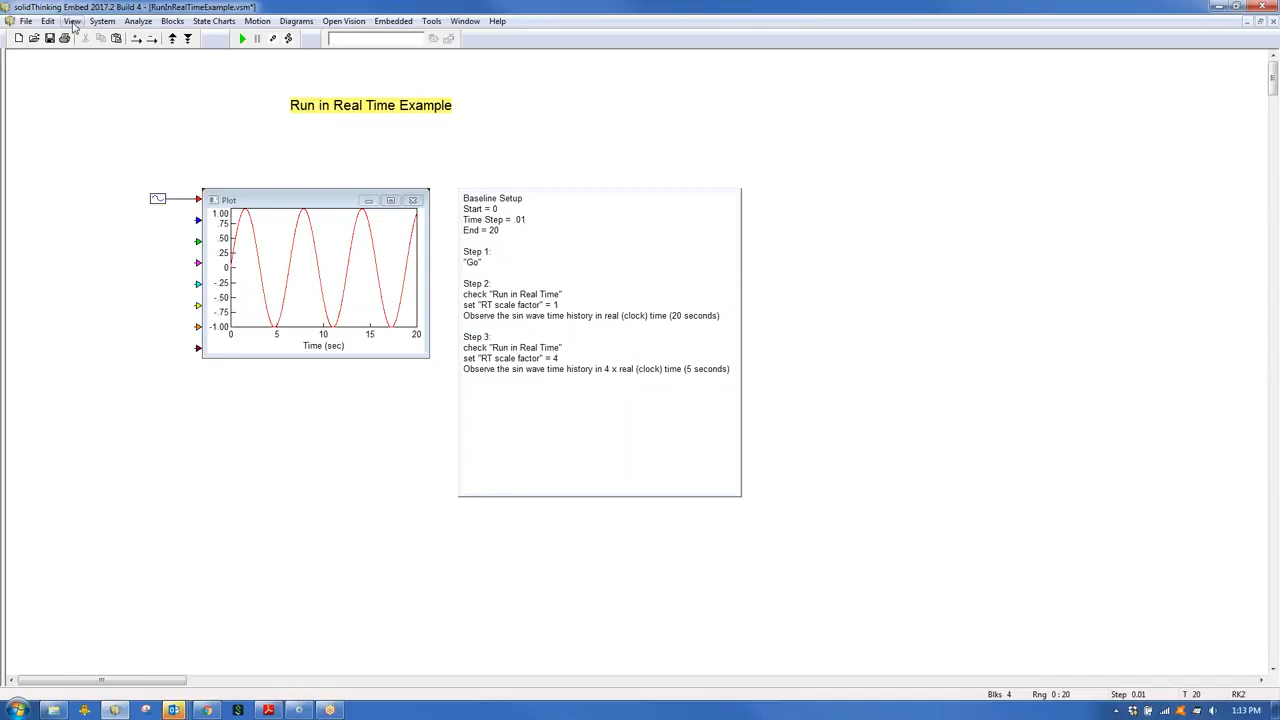 solidThinking Embed 2017.2 Build 4 - [RunInRealTimeExample.vsm*]
File Edit View System Analyze Blocks State Charts Motion Diagrams Open Vision Embedded Tools Window Help
Run in Real Time Example
Plot
1.00
.75
.50
.25
0
-.25
-.50
-.75
-1.00
0 5 10 15 20
Time (sec)
Baseline Setup
Start = 0
Time Step = .01
End = 20
Step 1:
"Go"
Step 2:
check "Run in Real Time"
set "RT scale factor" = 1
Observe the sin wave time history in real (clock) time (20 seconds)
Step 3:
check "Run in Real Time"
set "RT scale factor" = 4
Observe the sin wave time history in 4 x real (clock) time (5 seconds)
Blks 4 Rng 0 : 20 Step 0.01 T 20 RK2
1:13 PM